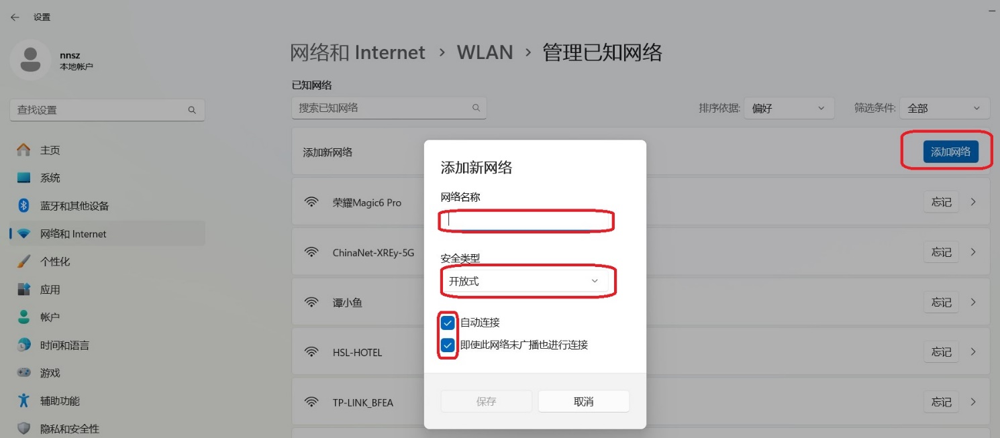 设置
nnsz
本地帐户
查找设置
主页
系统
蓝牙和其他设备
网络和 Internet
个性化
应用
帐户
时间和语言
游戏
辅助功能
隐私和安全性
网络和 Internet › WLAN › 管理已知网络
已知网络
搜索已知网络
排序依据: 偏好 筛选条件: 全部
添加新网络 添加网络
荣耀Magic6 Pro 忘记
ChinaNet-XREy-5G 忘记
谭小鱼 忘记
HSL-HOTEL 忘记
TP-LINK_BFEA 忘记
添加新网络
网络名称
安全类型
开放式
自动连接
即使此网络未广播也进行连接
保存 取消